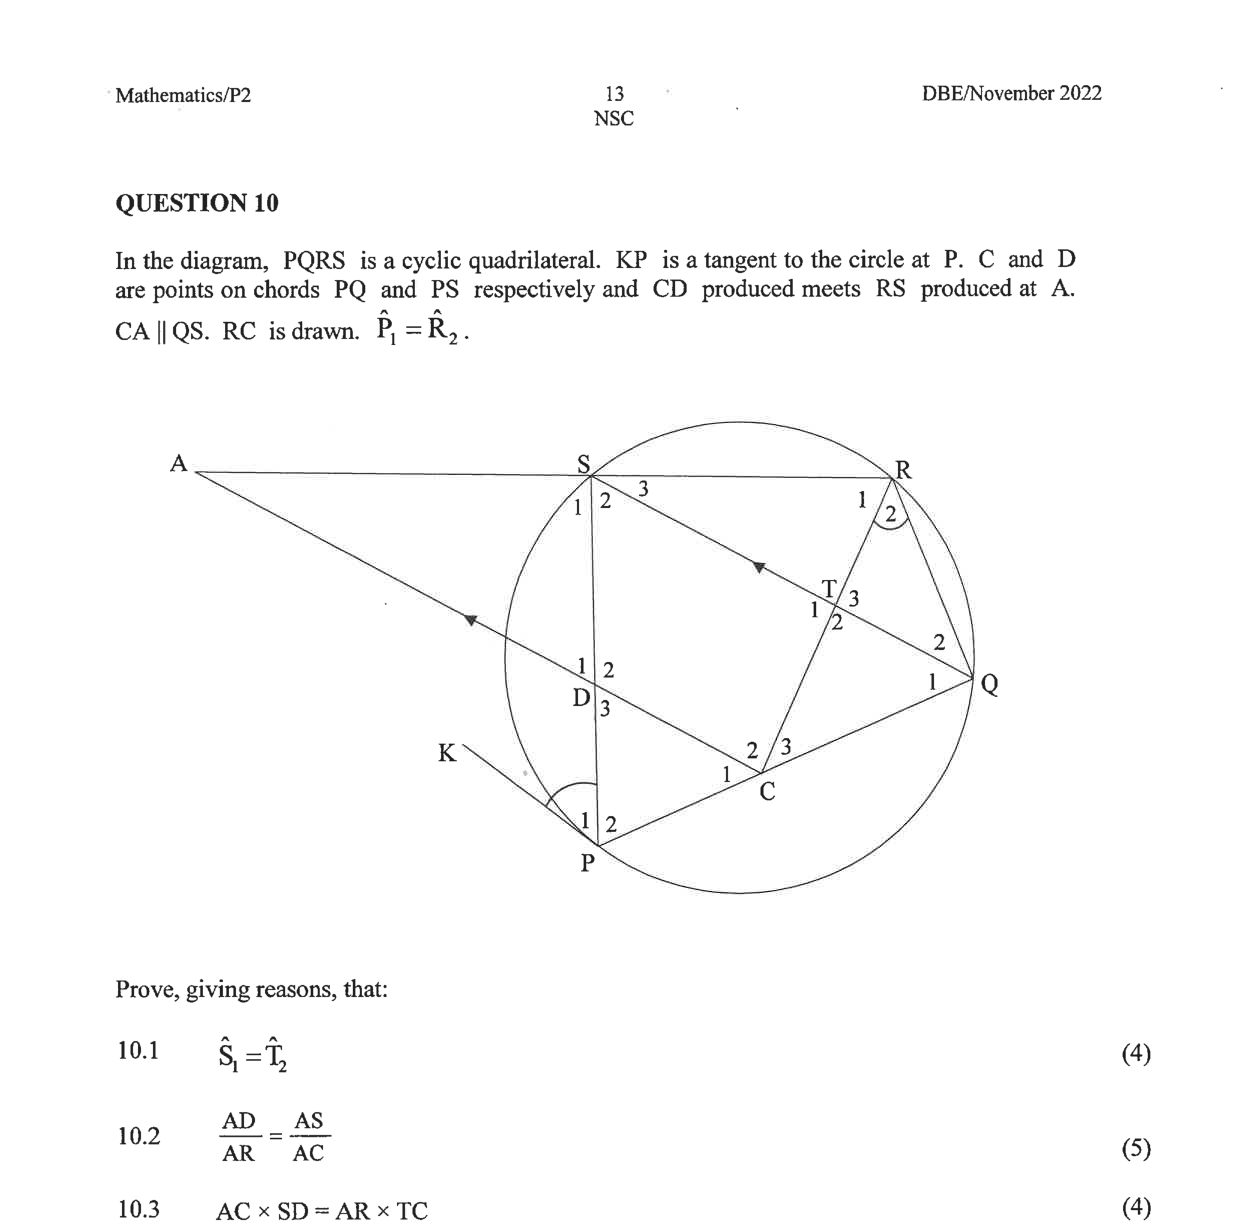 Mathematics/P2
13
DBE/November 2022
NSC
QUESTION 10
In the diagram, PQRS is a cyclic quadrilateral. KP is a tangent to the circle at P. C and D
are points on chords PQ and PS respectively and CD produced meets RS produced at A.
CA || QS. RC is drawn. P̂₁ = R̂₂.
A
S
R
1
2
3
1
2
T
1
3
2
2
1
Q
1
2
D
3
K
2
3
1
C
1
2
P
Prove, giving reasons, that:
10.1 Ŝ₁ = T̂₂ (4)
10.2 AD/AR = AS/AC (5)
10.3 AC × SD = AR × TC (4)